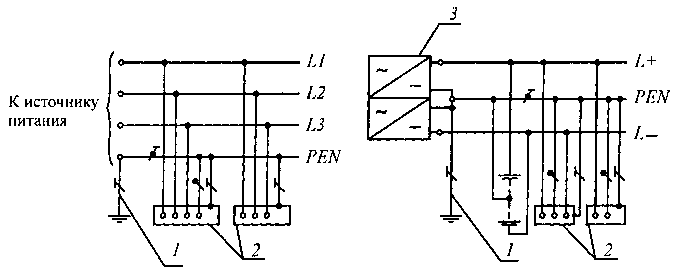 К источнику
питания
L1
L2
L3
PEN
1
2
3
L+
PEN
L−
1
2